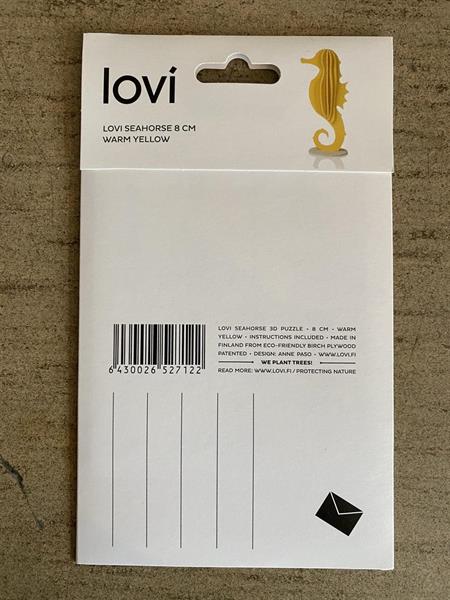 lovi
LOVI SEAHORSE 8 CM
WARM YELLOW
LOVI SEAHORSE 3D PUZZLE • 8 CM • WARM
YELLOW • INSTRUCTIONS INCLUDED • MADE IN
FINLAND FROM ECO-FRIENDLY BIRCH PLYWOOD
PATENTED • DESIGN: ANNE PASO • WWW.LOVI.FI
WE PLANT TREES!
READ MORE: WWW.LOVI.FI / PROTECTING NATURE
6 430026 527122